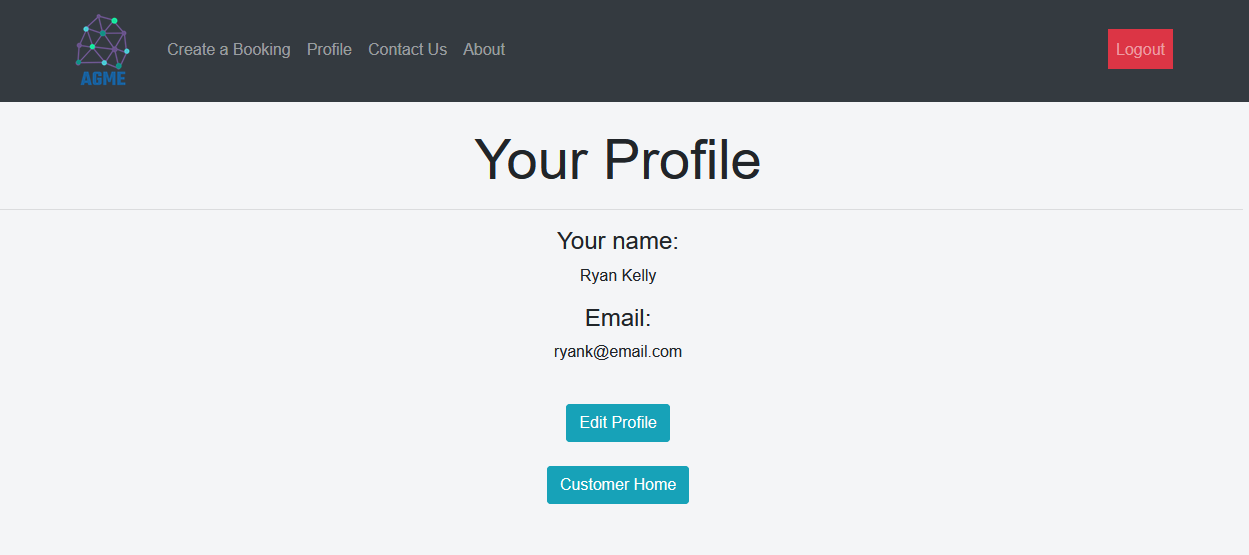 AGME
Create a Booking Profile Contact Us About Logout
Your Profile
Your name:
Ryan Kelly
Email:
ryank@email.com
Edit Profile
Customer Home